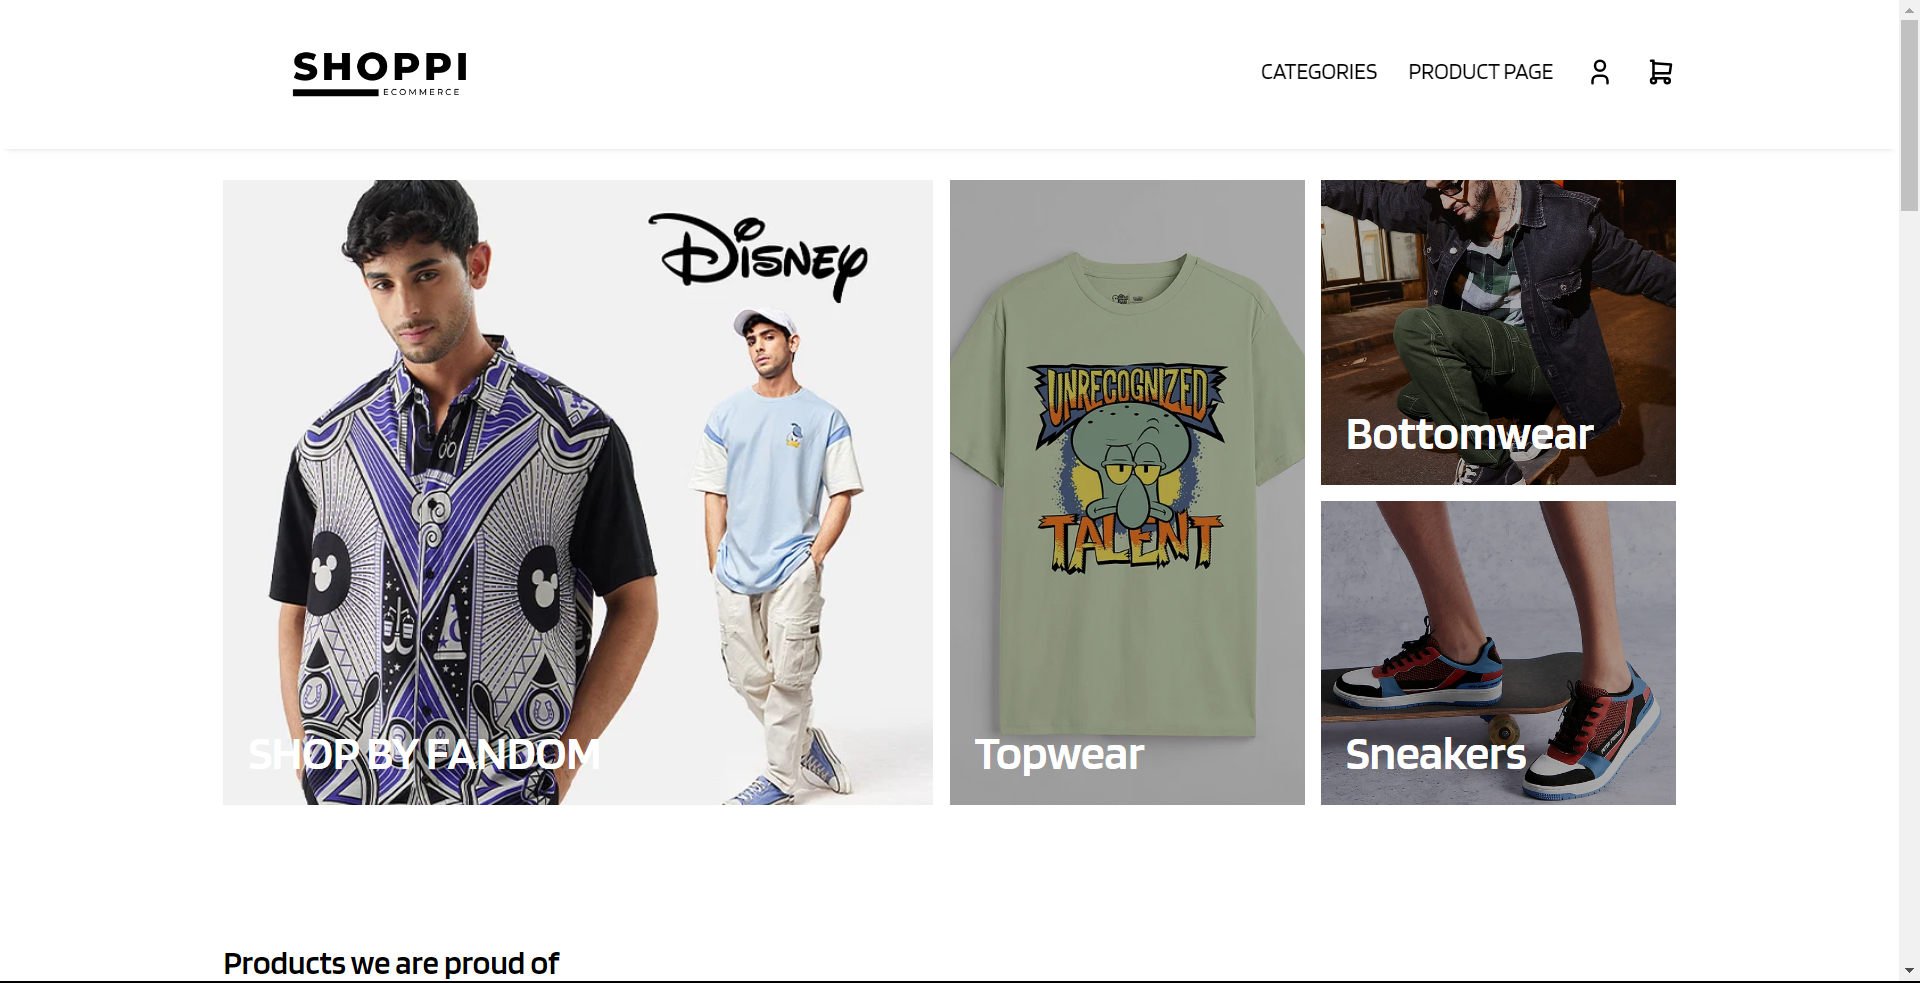 SHOPPI
ECOMMERCE
CATEGORIES
PRODUCT PAGE
Disney
SHOP BY FANDOM
UNRECOGNIZED
TALENT
Topwear
Bottomwear
Sneakers
Products we are proud of